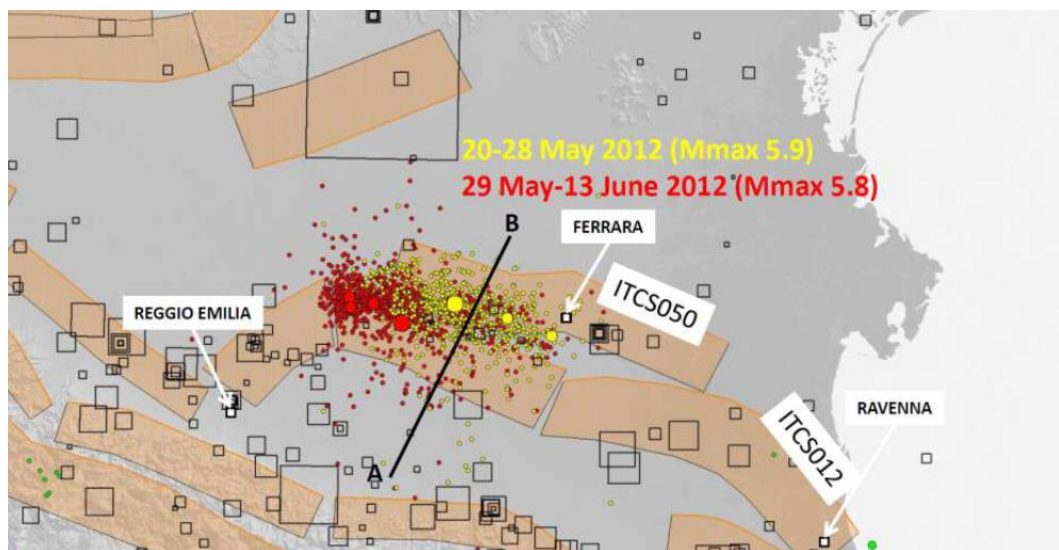 20-28 May 2012 (Mmax 5.9)
29 May-13 June 2012 (Mmax 5.8)
B
FERRARA
ITCS050
REGGIO EMILIA
RAVENNA
ITCS012
A